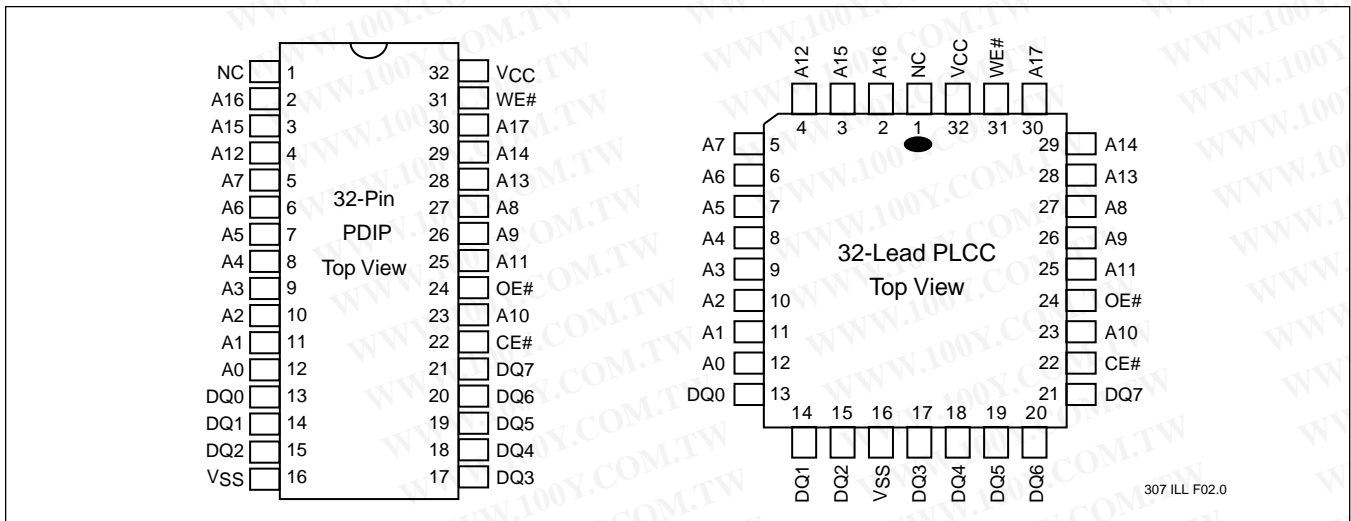 NC 1 32 VCC
A16 2 31 WE#
A15 3 30 A17
A12 4 29 A14
A7 5 28 A13
A6 6 27 A8
A5 7 26 A9
A4 8 25 A11
A3 9 24 OE#
A2 10 23 A10
A1 11 22 CE#
A0 12 21 DQ7
DQ0 13 20 DQ6
DQ1 14 19 DQ5
DQ2 15 18 DQ4
VSS 16 17 DQ3
32-Pin
PDIP
Top View
A12 A15 A16 NC VCC WE# A17
4 3 2 1 32 31 30
A7 5 29 A14
A6 6 28 A13
A5 7 27 A8
A4 8 26 A9
A3 9 25 A11
A2 10 24 OE#
A1 11 23 A10
A0 12 22 CE#
DQ0 13 21 DQ7
32-Lead PLCC
Top View
14 15 16 17 18 19 20
DQ1 DQ2 VSS DQ3 DQ4 DQ5 DQ6
307 ILL F02.0
WWW.100Y.COM.TW